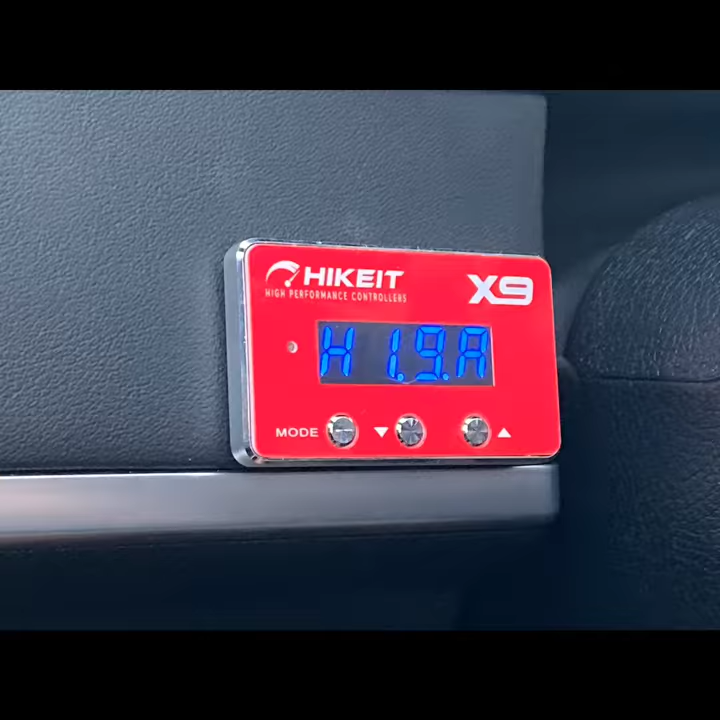 HIKEIT
HIGH PERFORMANCE CONTROLLERS
X9
H 1.9.A
MODE ▼ ▲